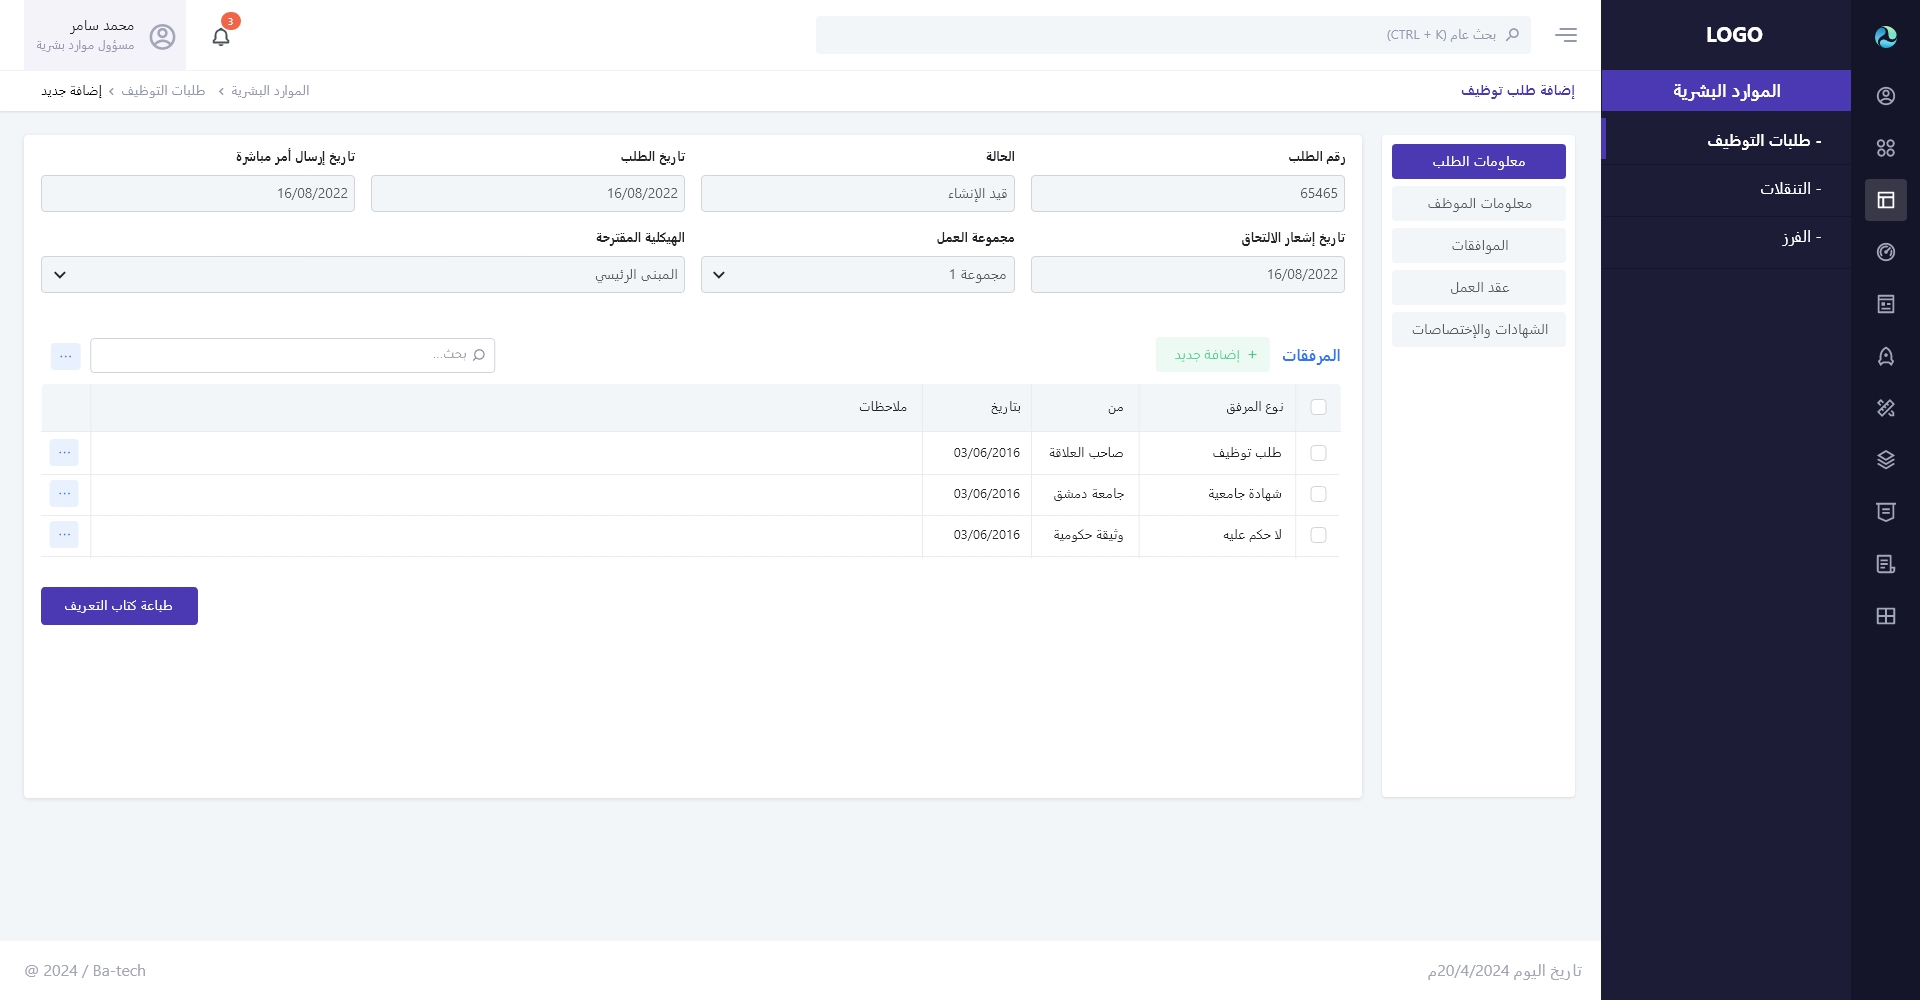 LOGO
الموارد البشرية
- طلبات التوظيف
- التنقلات
- الفرز
بحث عام (CTRL + K)
3
محمد سامر
مسؤول موارد بشرية
إضافة طلب توظيف
الموارد البشرية › طلبات التوظيف › إضافة جديد
معلومات الطلب
معلومات الموظف
الموافقات
عقد العمل
الشهادات والإختصاصات
رقم الطلب الحالة تاريخ الطلب تاريخ إرسال أمر مباشرة
65465 قيد الإنشاء 16/08/2022 16/08/2022
تاريخ إشعار الالتحاق مجموعة العمل الهيكلية المقترحة
16/08/2022 مجموعة 1 المبنى الرئيسي
المرفقات + إضافة جديد بحث... ...
نوع المرفق من بتاريخ ملاحظات
طلب توظيف صاحب العلاقة 03/06/2016 ...
شهادة جامعية جامعة دمشق 03/06/2016 ...
لا حكم عليه وثيقة حكومية 03/06/2016 ...
طباعة كتاب التعريف
تاريخ اليوم 20/4/2024م
@ 2024 / Ba-tech